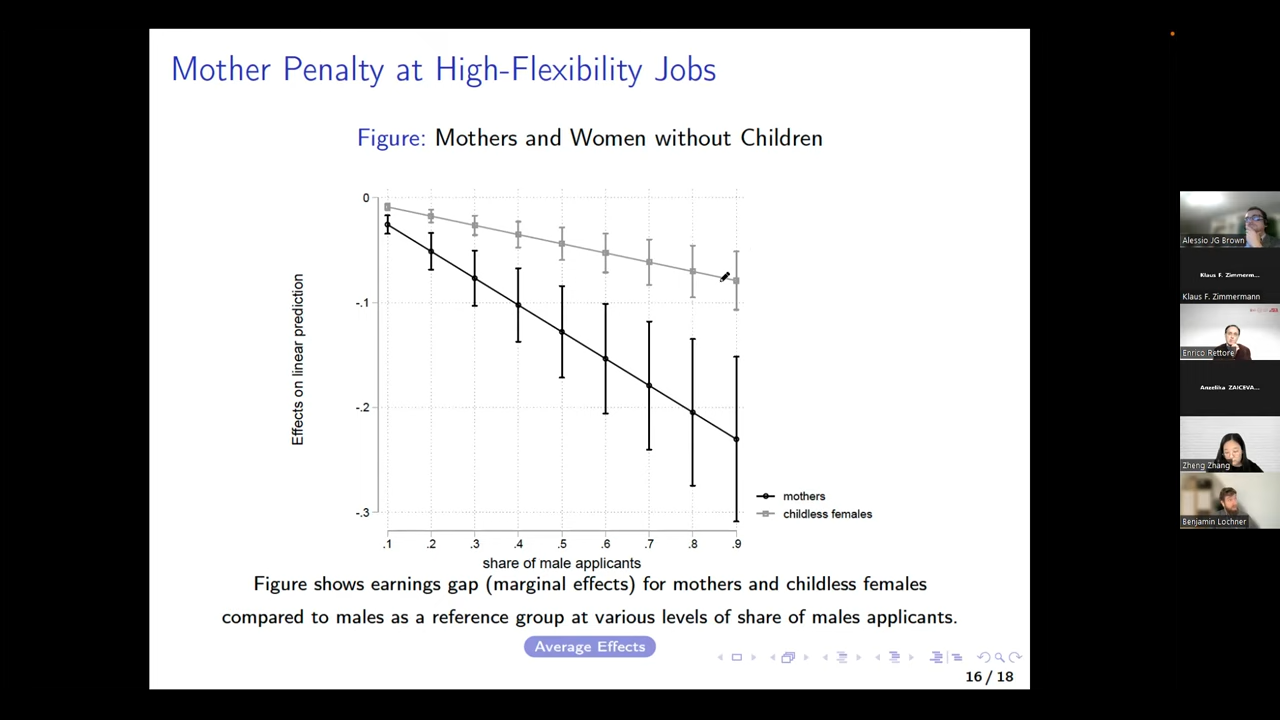 Mother Penalty at High-Flexibility Jobs
Figure: Mothers and Women without Children
0
-.1
-.2
-.3
Effects on linear prediction
.1 .2 .3 .4 .5 .6 .7 .8 .9
share of male applicants
mothers
childless females
Figure shows earnings gap (marginal effects) for mothers and childless females
compared to males as a reference group at various levels of share of males applicants.
Average Effects
16 / 18
Alessio JG Brown
Klaus F. Zimmerm...
Klaus F. Zimmermann
Enrico Rettore
Angelika ZAICEVA...
Zheng Zhang
Benjamin Lochner